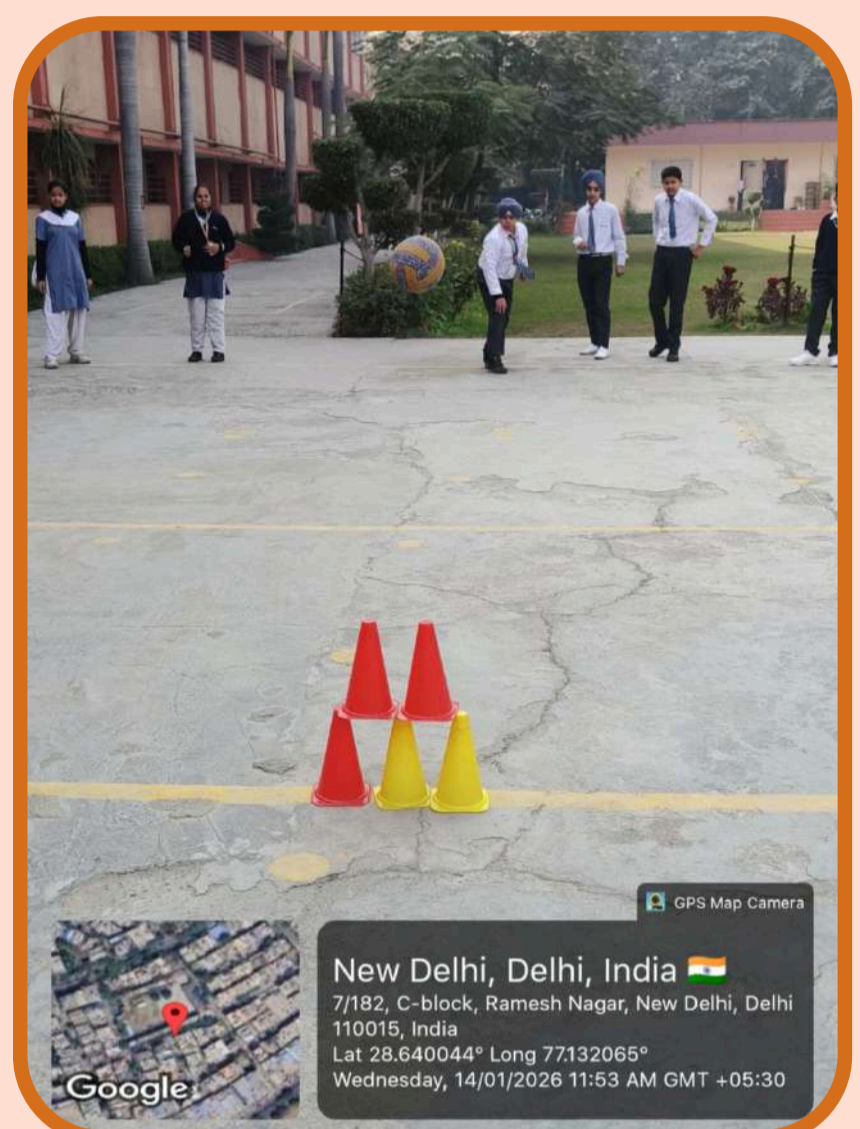 GPS Map Camera
New Delhi, Delhi, India
7/182, C-block, Ramesh Nagar, New Delhi, Delhi
110015, India
Lat 28.640044° Long 77.132065°
Wednesday, 14/01/2026 11:53 AM GMT +05:30
Google